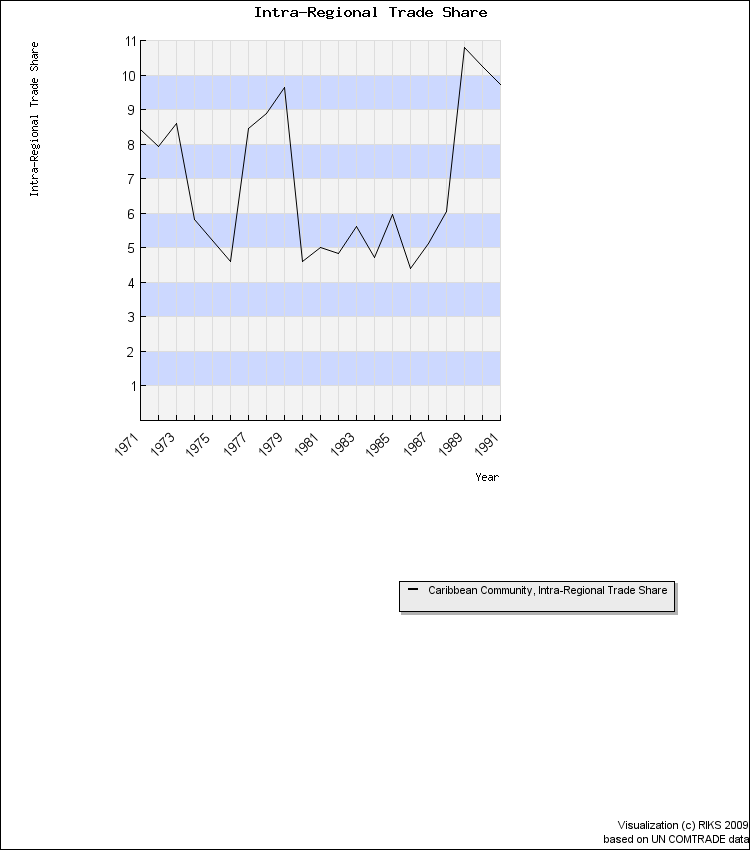 Intra-Regional Trade Share
Intra-Regional Trade Share
11
10
9
8
7
6
5
4
3
2
1
1971 1973 1975 1977 1979 1981 1983 1985 1987 1989 1991
Year
Caribbean Community, Intra-Regional Trade Share
Visualization (c) RIKS 2009
based on UN COMTRADE data